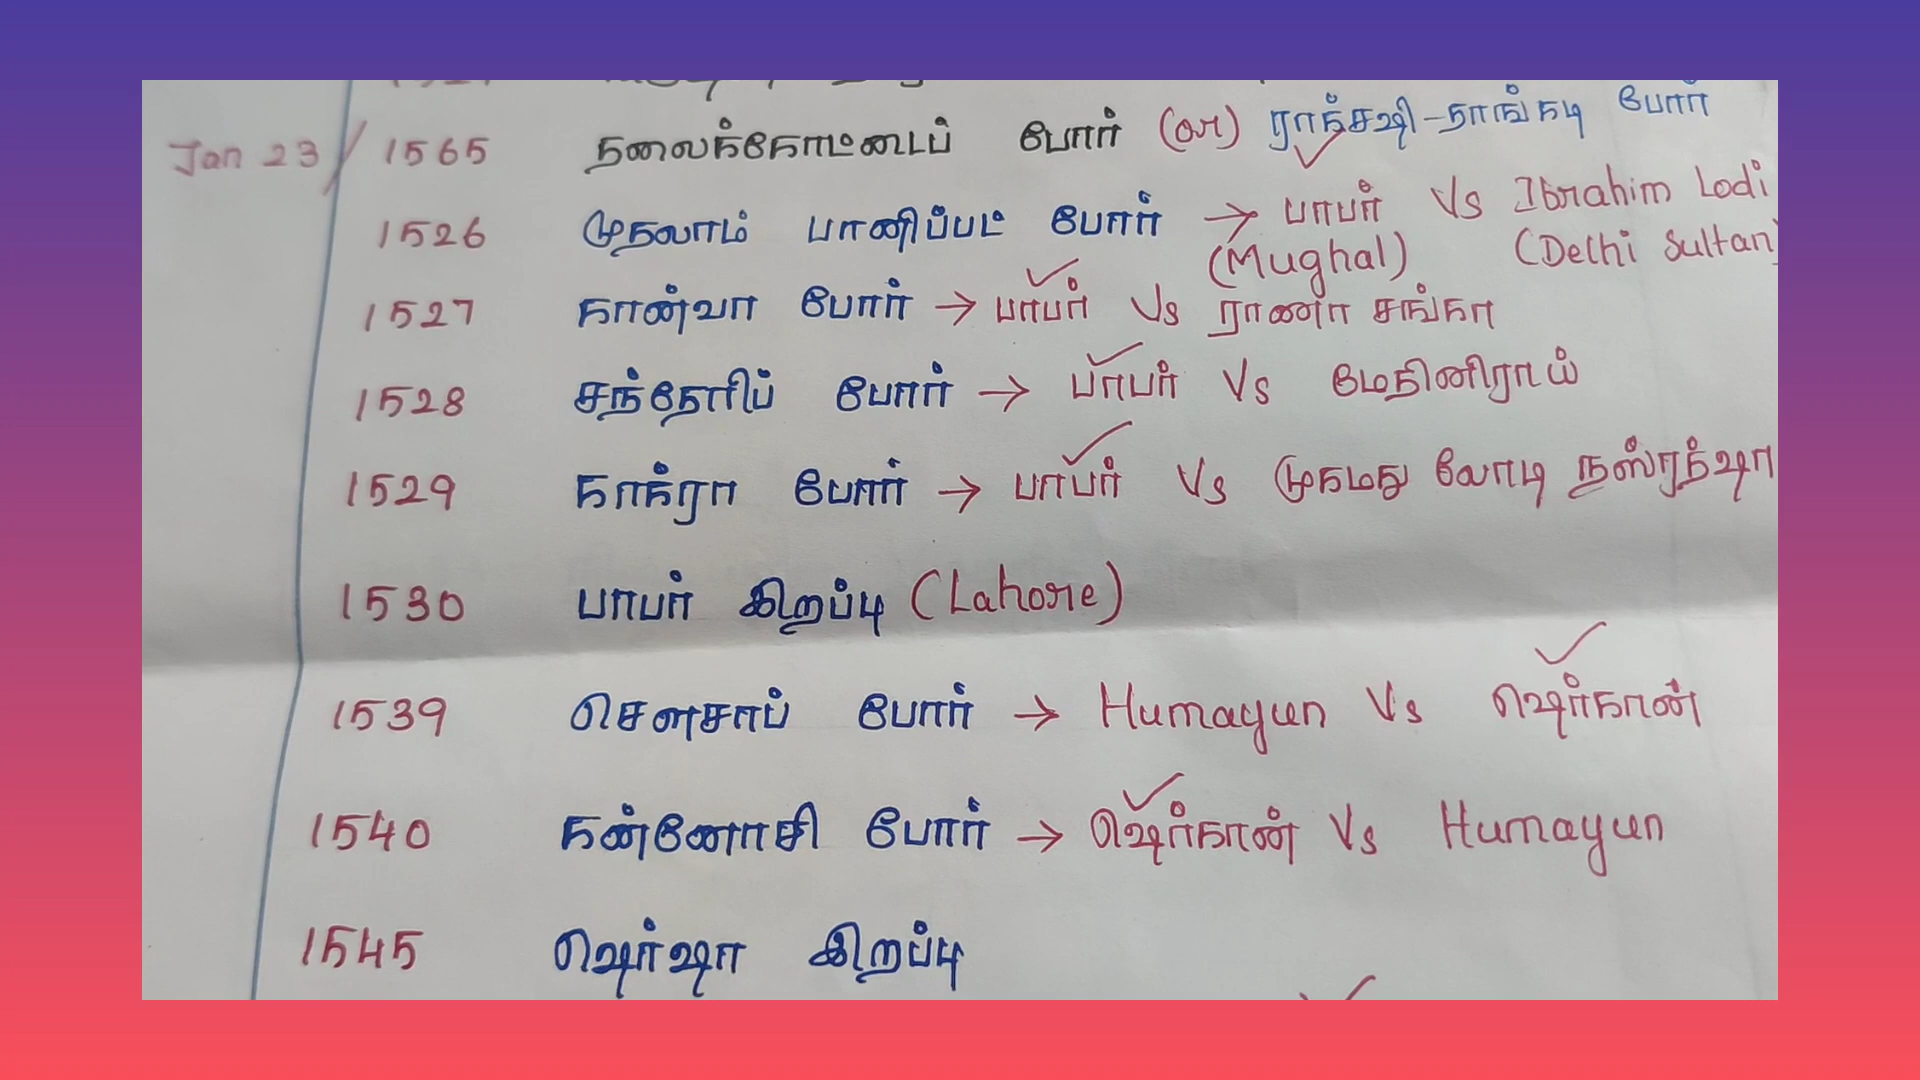 Jan 23 / 1565 தலைக்கோட்டைப் போர் (or) ராக்சஷி-தாங்கடி போர்
1526 முதலாம் பானிப்பட் போர் → பாபர் Vs Ibrahim Lodi
(Mughal) (Delhi Sultan)
1527 கான்வா போர் → பாபர் Vs ராணா சங்கா
1528 சந்தேரிப் போர் → பாபர் Vs மேதினிராய்
1529 காக்ரா போர் → பாபர் Vs முகமது லோடி நஸ்ரத்ஷா
1530 பாபர் இறப்பு (Lahore)
1539 சௌசாப் போர் → Humayun Vs ஷெர்கான்
1540 கன்னோசி போர் → ஷெர்கான் Vs Humayun
1545 ஷெர்ஷா இறப்பு